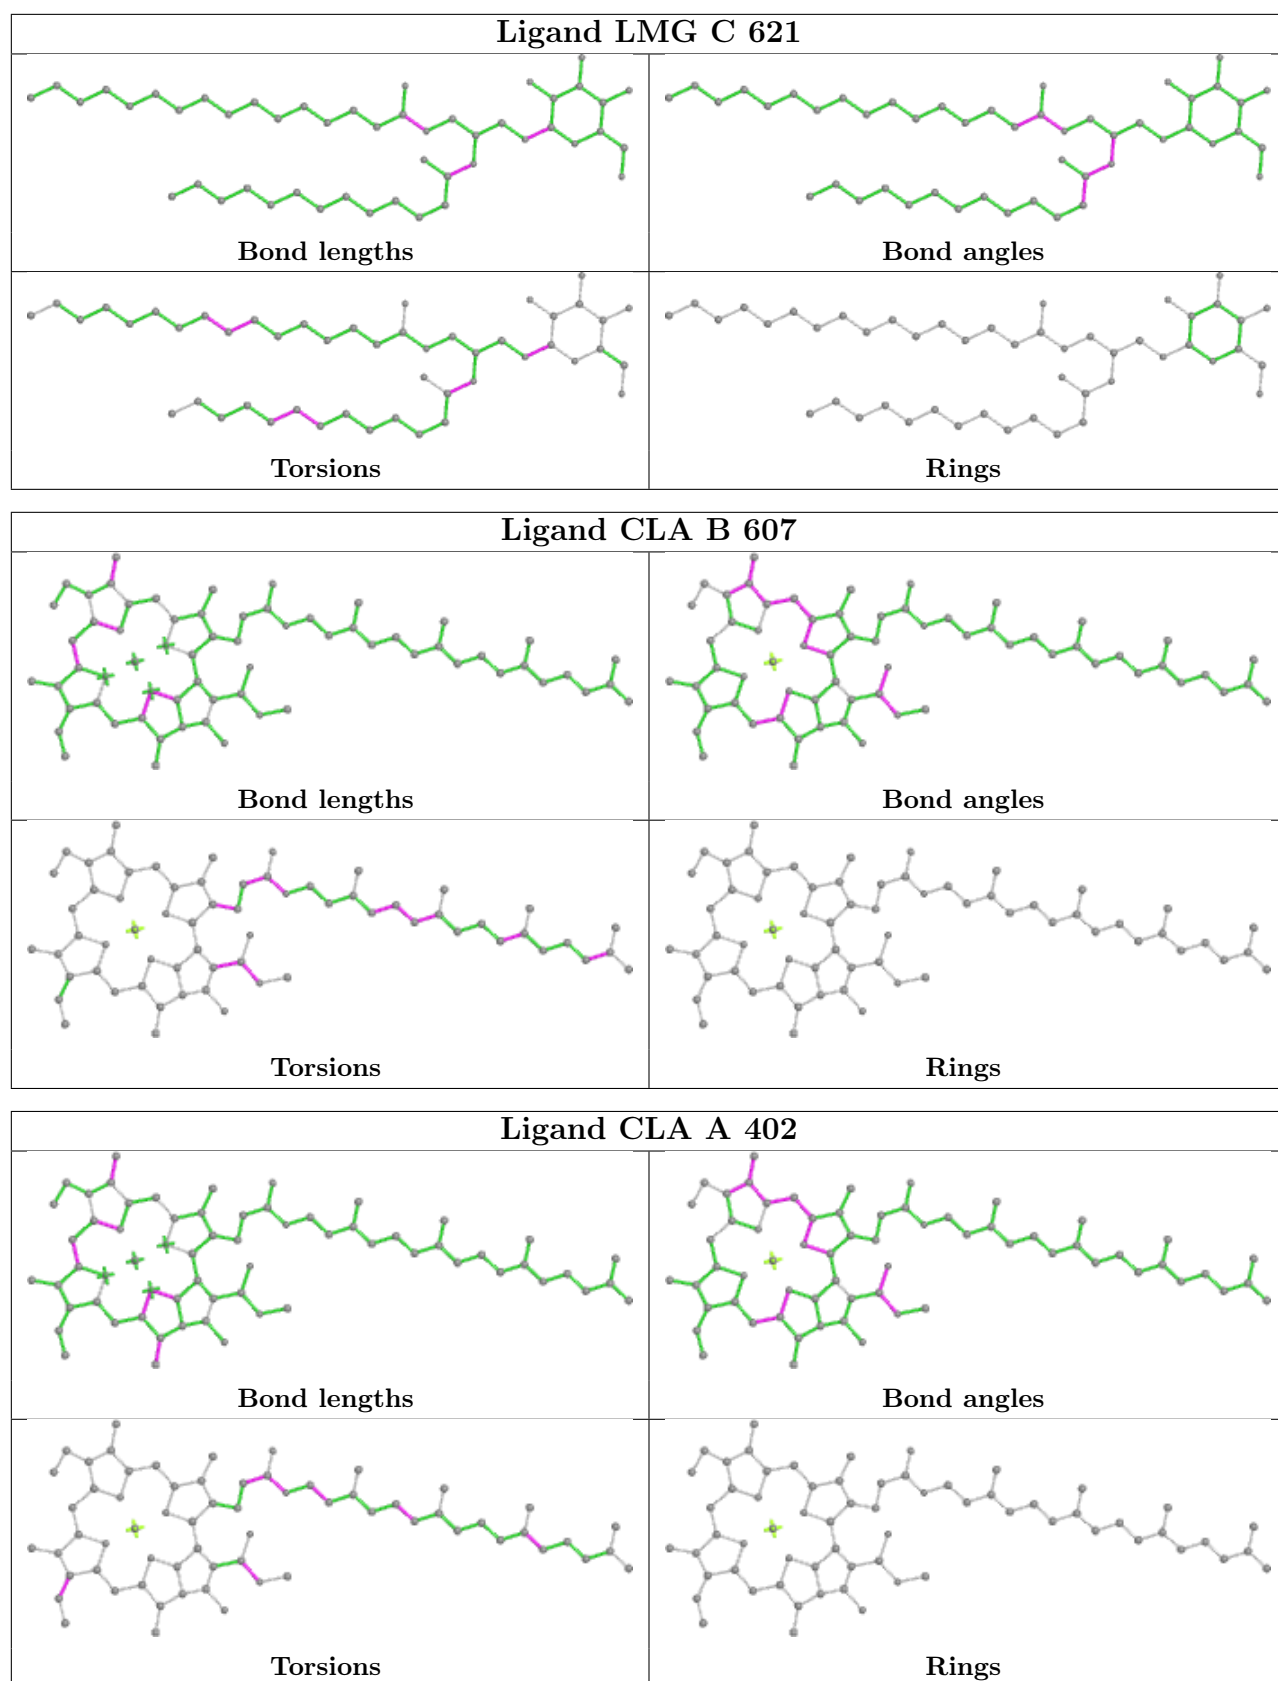 Ligand LMG C 621
Bond lengths
Bond angles
Torsions
Rings
Ligand CLA B 607
Bond lengths
Bond angles
Torsions
Rings
Ligand CLA A 402
Bond lengths
Bond angles
Torsions
Rings